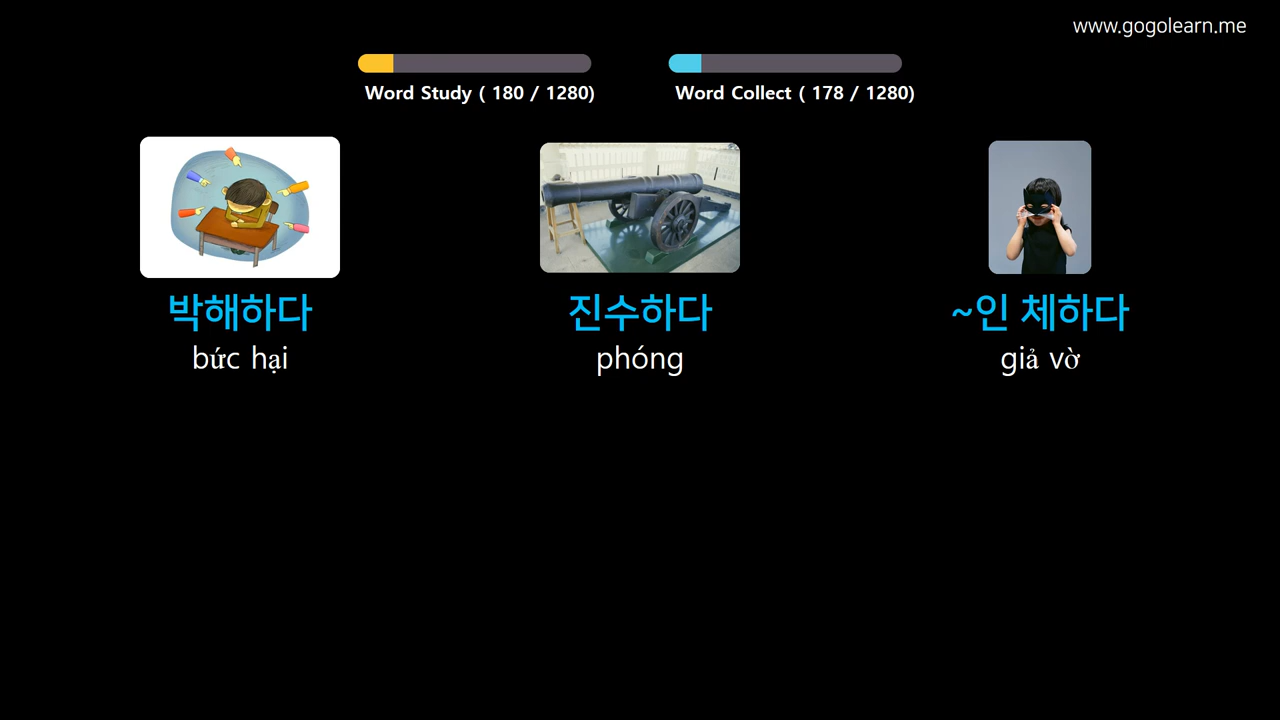 www.gogolearn.me
Word Study ( 180 / 1280)
Word Collect ( 178 / 1280)
박해하다
진수하다
~인 체하다
bức hại
phóng
giả vờ